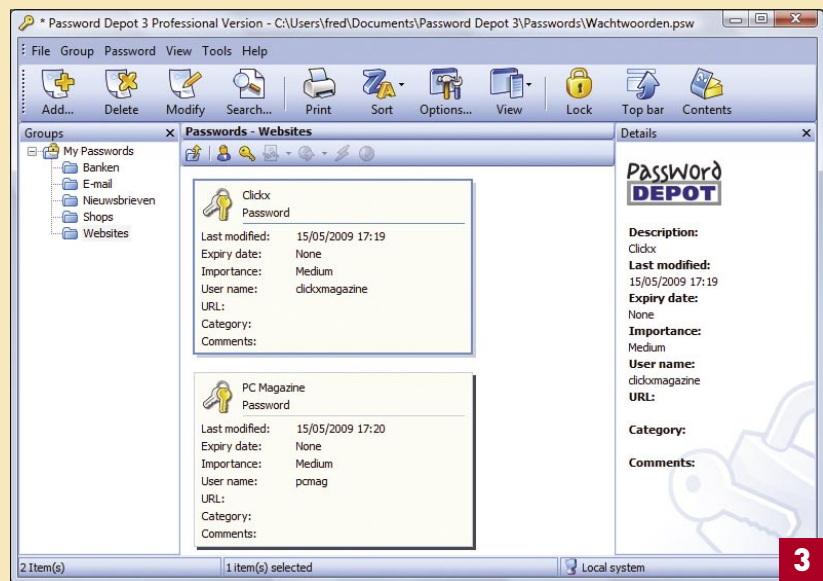 * Password Depot 3 Professional Version - C:\Users\fred\Documents\Password Depot 3\Passwords\Wachtwoorden.psw
File Group Password View Tools Help
Add... Delete Modify Search... Print Sort Options... View Lock Top bar Contents
Groups
My Passwords
Banken
E-mail
Nieuwsbrieven
Shops
Websites
Passwords - Websites
Clickx
Password
Last modified: 15/05/2009 17:19
Expiry date: None
Importance: Medium
User name: clickxmagazine
URL:
Category:
Comments:
PC Magazine
Password
Last modified: 15/05/2009 17:20
Expiry date: None
Importance: Medium
User name: pcmag
URL:
Category:
Comments:
Details
PASSWORD
DEPOT
Description:
Clickx
Last modified:
15/05/2009 17:19
Expiry date:
None
Importance:
Medium
User name:
clickxmagazine
URL:
Category:
Comments:
2 Item(s) 1 item(s) selected Local system
3